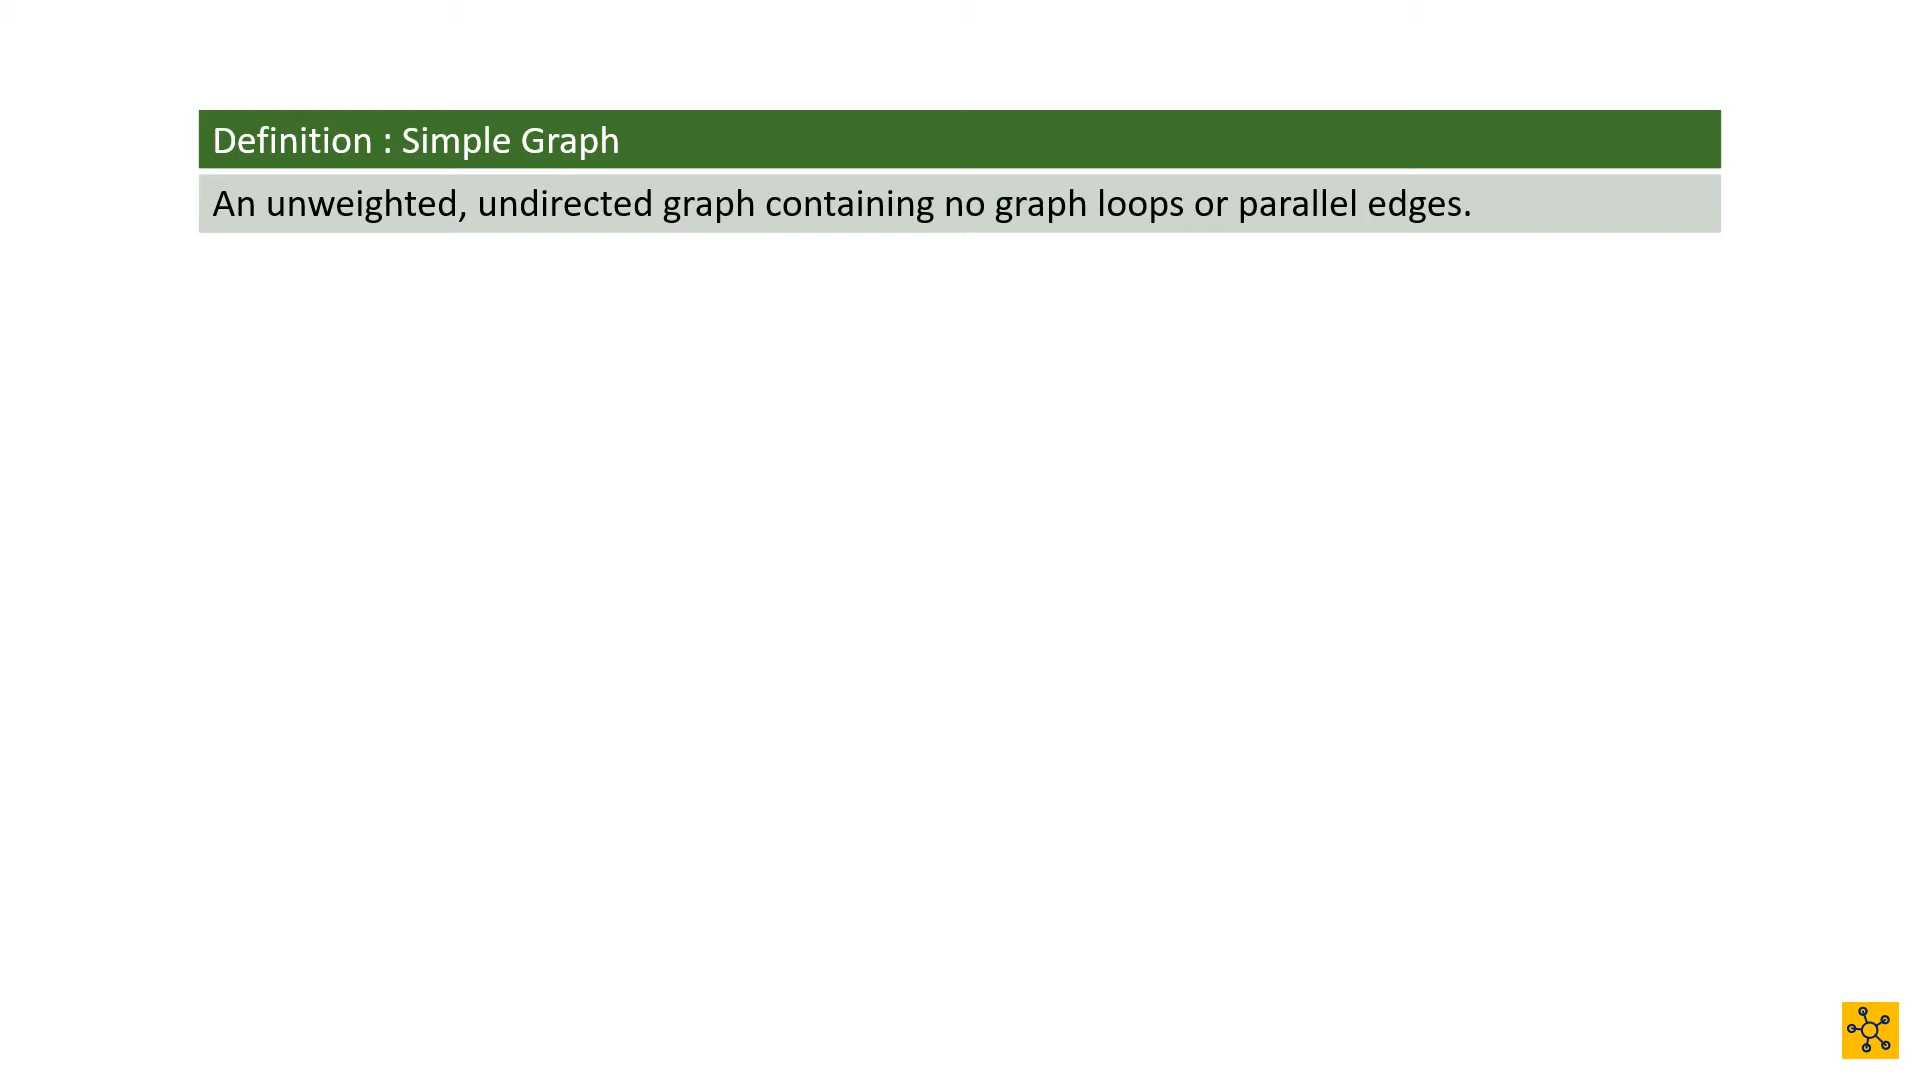 Definition : Simple Graph
An unweighted, undirected graph containing no graph loops or parallel edges.